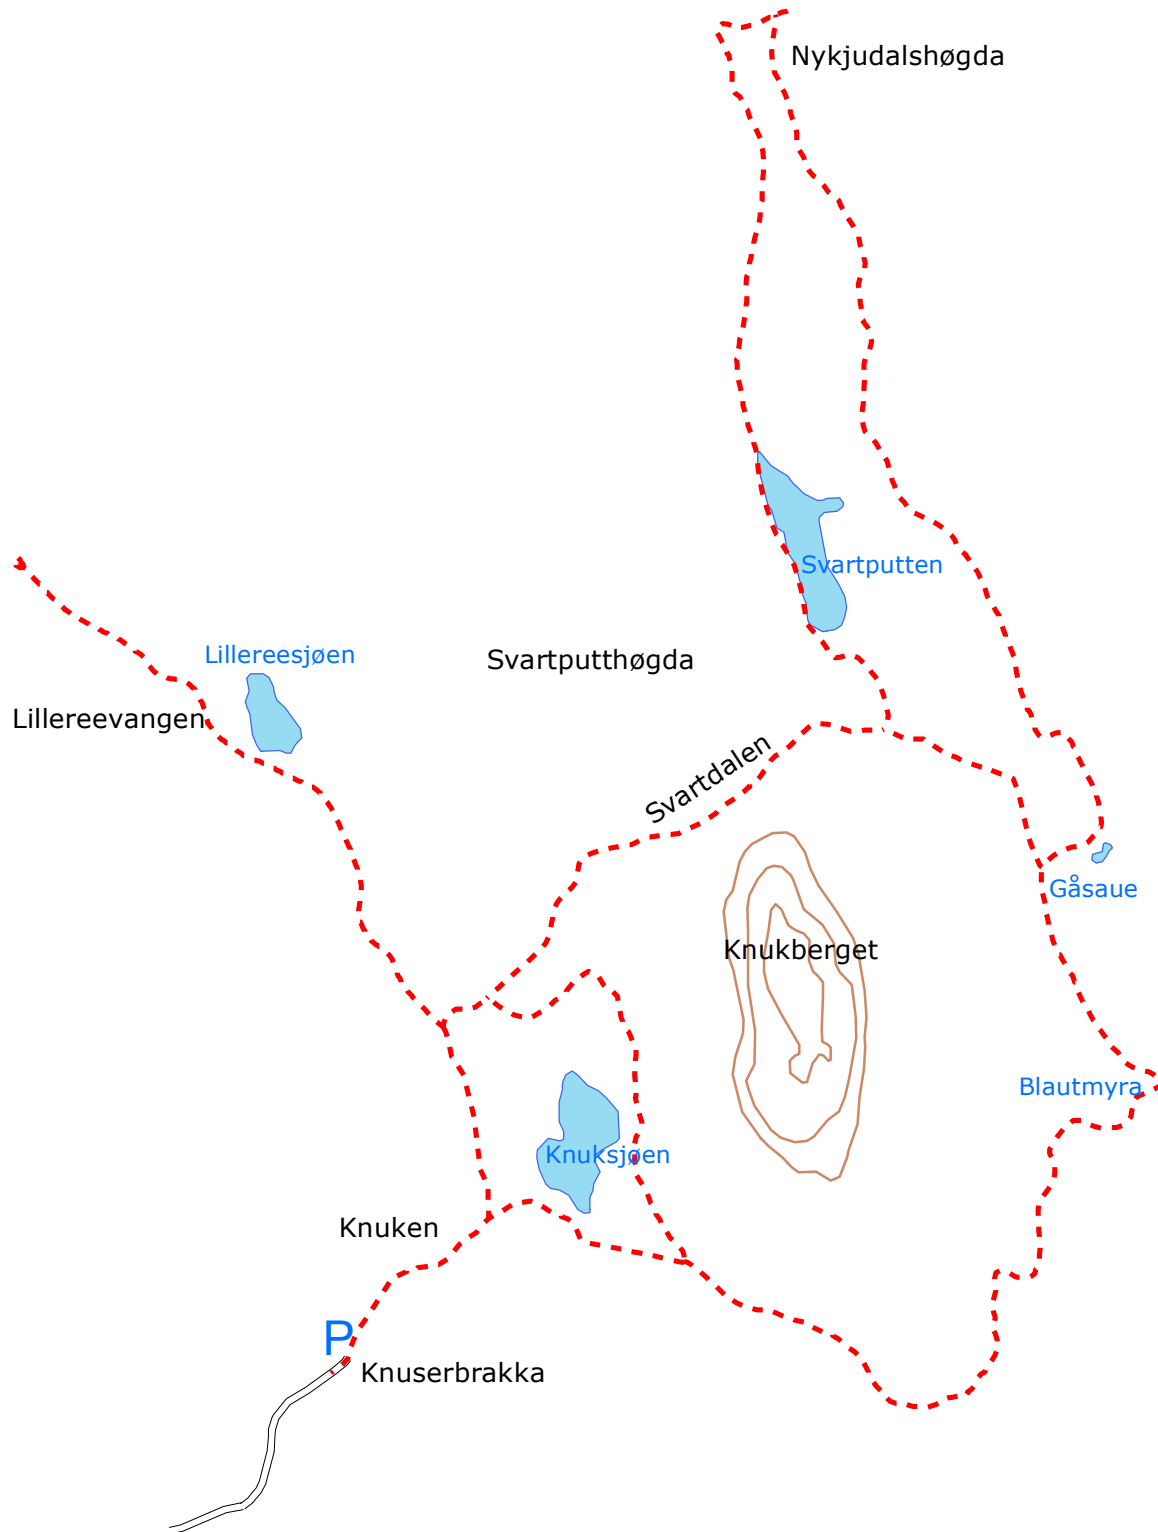 Nykjudalshøgda
Svartputten
Lillereesjøen
Svartputthøgda
Lillereevangen
Svartdalen
Gåsaue
Knukberget
Blautmyra
Knuksjøen
Knuken
P
Knuserbrakka